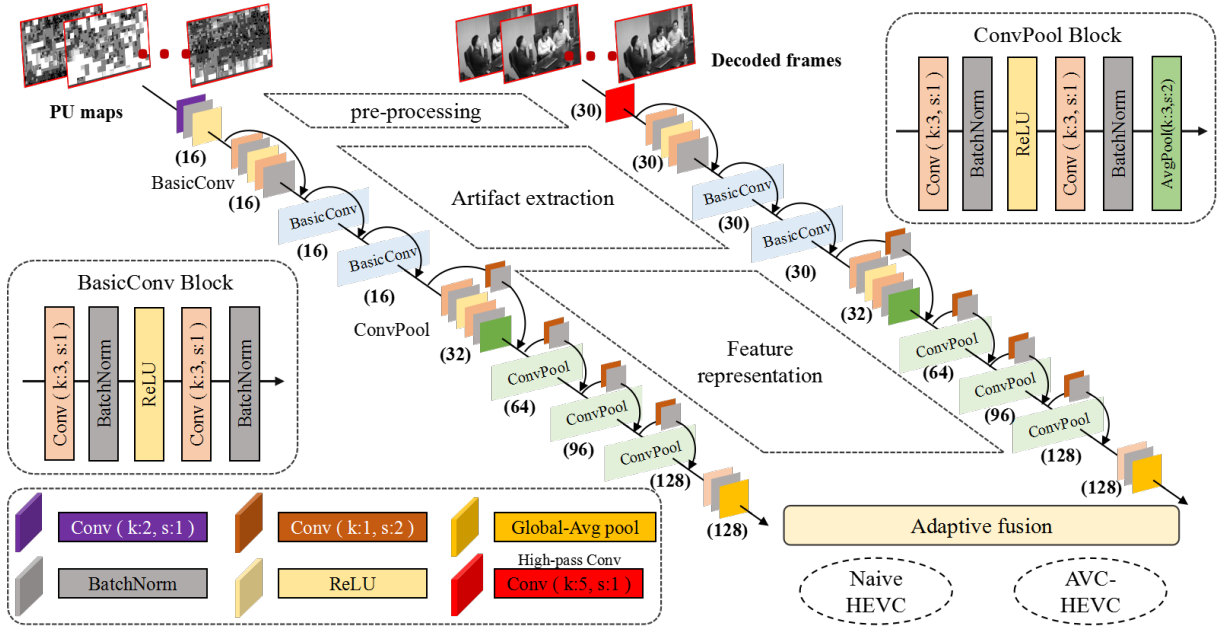 PU maps
Decoded frames
pre-processing
Artifact extraction
Feature
representation
(16)
BasicConv
(16)
BasicConv
(16)
BasicConv
(16)
ConvPool
(32)
ConvPool
(64)
ConvPool
(96)
ConvPool
(128)
(128)
(30)
(30)
BasicConv
(30)
BasicConv
(30)
(32)
ConvPool
(64)
ConvPool
(96)
ConvPool
(128)
(128)
ConvPool Block
Conv ( k:3, s:1 )
BatchNorm
ReLU
Conv ( k:3, s:1 )
BatchNorm
AvgPool(k:3,s:2)
BasicConv Block
Conv ( k:3, s:1 )
BatchNorm
ReLU
Conv ( k:3, s:1 )
BatchNorm
Conv ( k:2, s:1 )
Conv ( k:1, s:2 )
Global-Avg pool
BatchNorm
ReLU
High-pass Conv
Conv ( k:5, s:1 )
Adaptive fusion
Naive
HEVC
AVC-
HEVC